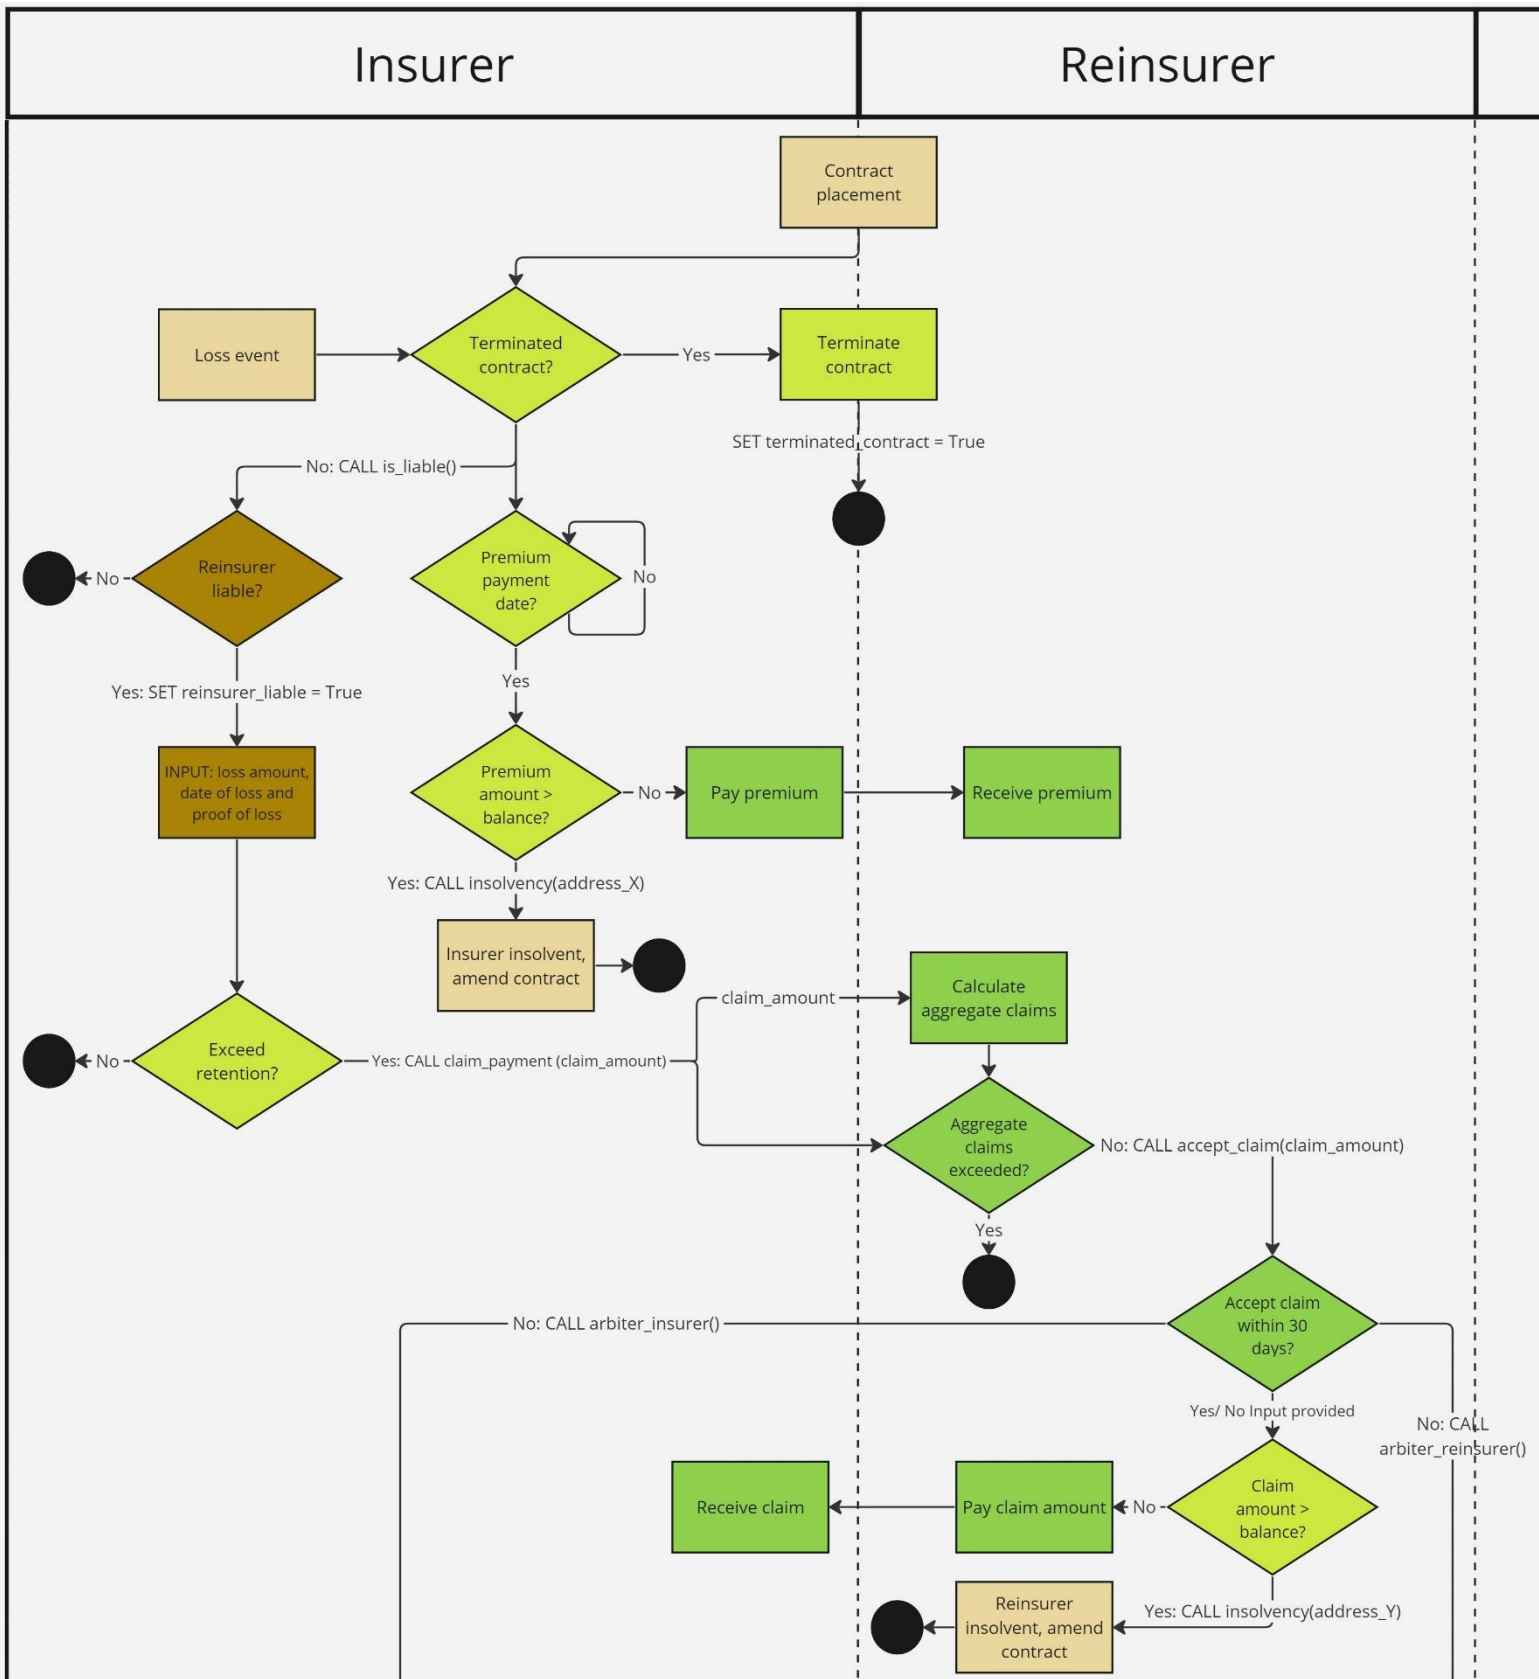 Insurer
Reinsurer
Contract
placement
Loss event
Terminated
contract?
Yes
Terminate
contract
SET terminated_contract = True
No: CALL is_liable()
Reinsurer
liable?
No
Premium
payment
date?
No
Yes: SET reinsurer_liable = True
Yes
INPUT: loss amount,
date of loss and
proof of loss
Premium
amount >
balance?
No
Pay premium
Receive premium
Yes: CALL insolvency(address_X)
Insurer insolvent,
amend contract
claim_amount
Calculate
aggregate claims
Exceed
retention?
No
Yes: CALL claim_payment (claim_amount)
Aggregate
claims
exceeded?
No: CALL accept_claim(claim_amount)
Yes
No: CALL arbiter_insurer()
Accept claim
within 30
days?
Yes/ No Input provided
No: CALL
arbiter_reinsurer()
Receive claim
Pay claim amount
No
Claim
amount >
balance?
Reinsurer
insolvent, amend
contract
Yes: CALL insolvency(address_Y)